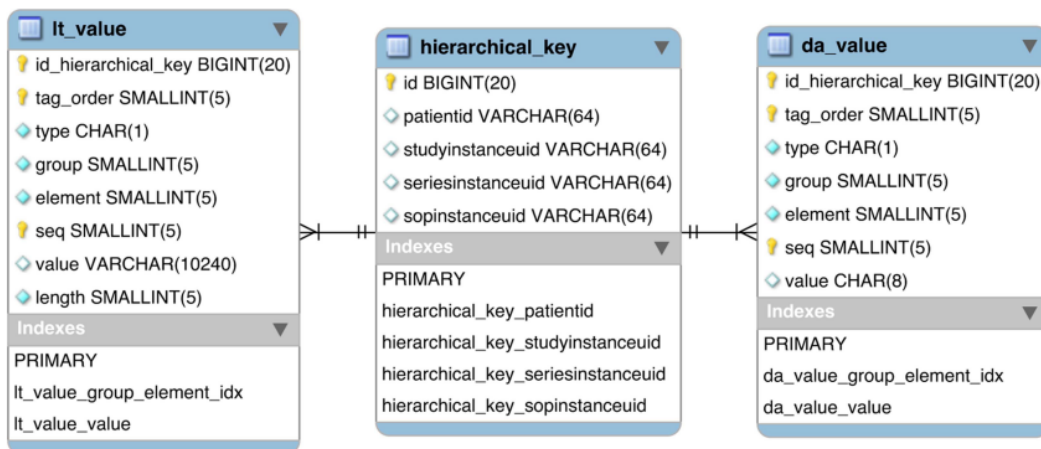 lt_value
id_hierarchical_key BIGINT(20)
tag_order SMALLINT(5)
type CHAR(1)
group SMALLINT(5)
element SMALLINT(5)
seq SMALLINT(5)
value VARCHAR(10240)
length SMALLINT(5)
Indexes
PRIMARY
lt_value_group_element_idx
lt_value_value
hierarchical_key
id BIGINT(20)
patientid VARCHAR(64)
studyinstanceuid VARCHAR(64)
seriesinstanceuid VARCHAR(64)
sopinstanceuid VARCHAR(64)
Indexes
PRIMARY
hierarchical_key_patientid
hierarchical_key_studyinstanceuid
hierarchical_key_seriesinstanceuid
hierarchical_key_sopinstanceuid
da_value
id_hierarchical_key BIGINT(20)
tag_order SMALLINT(5)
type CHAR(1)
group SMALLINT(5)
element SMALLINT(5)
seq SMALLINT(5)
value CHAR(8)
Indexes
PRIMARY
da_value_group_element_idx
da_value_value